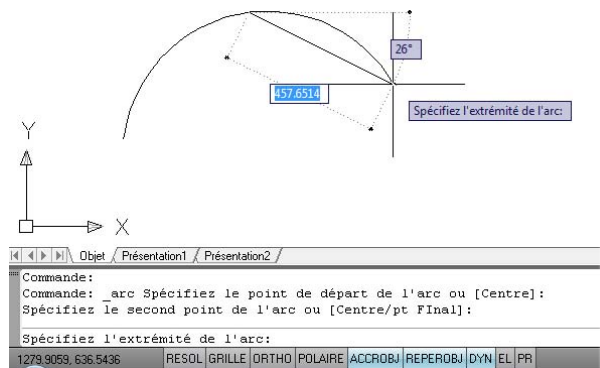 26°
457.6514
Spécifiez l'extrémité de l'arc:
Y
X
Objet Présentation1 Présentation2
Commande:
Commande: _arc Spécifiez le point de départ de l'arc ou [Centre]:
Spécifiez le second point de l'arc ou [Centre/pt FInal]:
Spécifiez l'extrémité de l'arc:
1279.9059, 636.5436 RESOL GRILLE ORTHO POLAIRE ACCROBJ REPEROBJ DYN EL PR